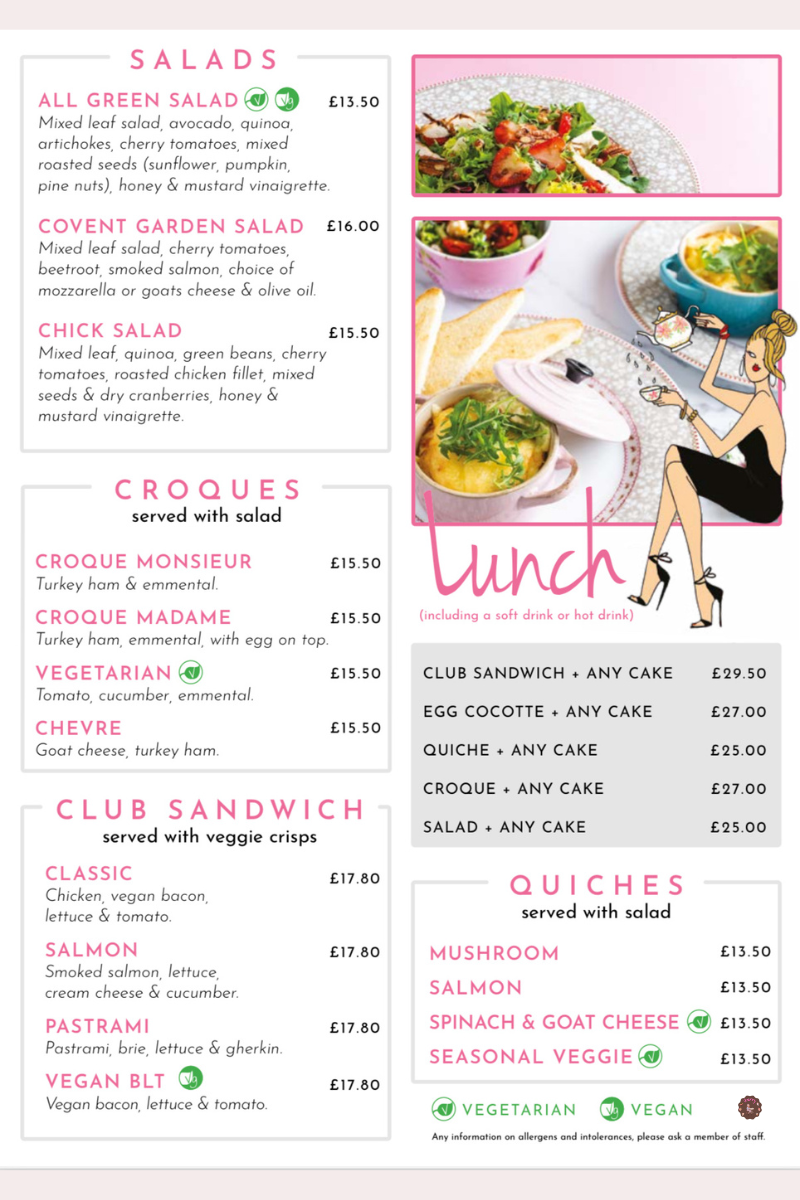 SALADS
ALL GREEN SALAD £13.50
Mixed leaf salad, avocado, quinoa,
artichokes, cherry tomatoes, mixed
roasted seeds (sunflower, pumpkin,
pine nuts), honey & mustard vinaigrette.
COVENT GARDEN SALAD £16.00
Mixed leaf salad, cherry tomatoes,
beetroot, smoked salmon, choice of
mozzarella or goats cheese & olive oil.
CHICK SALAD £15.50
Mixed leaf, quinoa, green beans, cherry
tomatoes, roasted chicken fillet, mixed
seeds & dry cranberries, honey &
mustard vinaigrette.
CROQUES
served with salad
CROQUE MONSIEUR £15.50
Turkey ham & emmental.
CROQUE MADAME £15.50
Turkey ham, emmental, with egg on top.
VEGETARIAN £15.50
Tomato, cucumber, emmental.
CHEVRE £15.50
Goat cheese, turkey ham.
CLUB SANDWICH
served with veggie crisps
CLASSIC £17.80
Chicken, vegan bacon,
lettuce & tomato.
SALMON £17.80
Smoked salmon, lettuce,
cream cheese & cucumber.
PASTRAMI £17.80
Pastrami, brie, lettuce & gherkin.
VEGAN BLT £17.80
Vegan bacon, lettuce & tomato.
Lunch
(including a soft drink or hot drink)
CLUB SANDWICH + ANY CAKE £29.50
EGG COCOTTE + ANY CAKE £27.00
QUICHE + ANY CAKE £25.00
CROQUE + ANY CAKE £27.00
SALAD + ANY CAKE £25.00
QUICHES
served with salad
MUSHROOM £13.50
SALMON £13.50
SPINACH & GOAT CHEESE £13.50
SEASONAL VEGGIE £13.50
VEGETARIAN VEGAN
Any information on allergens and intolerances, please ask a member of staff.